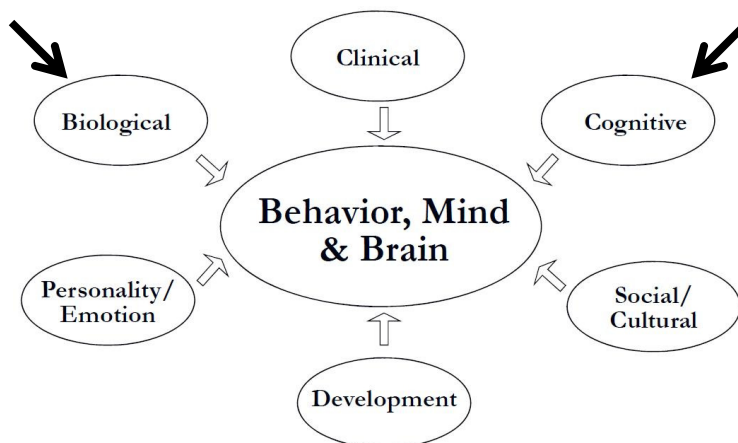 Clinical
Biological
Cognitive
Behavior, Mind
& Brain
Personality/
Emotion
Social/
Cultural
Development